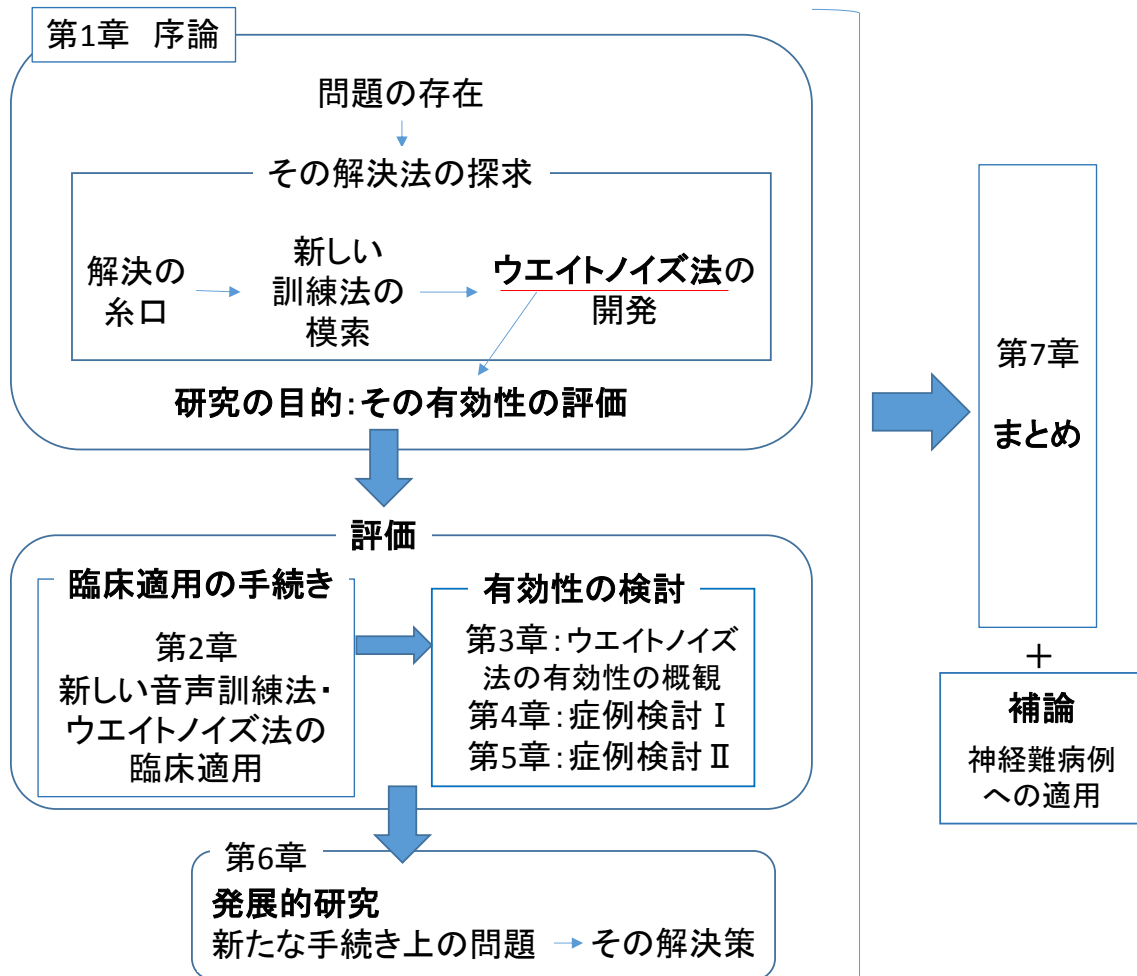 第1章 序論
問題の存在
その解決法の探求
解決の
糸口
新しい
訓練法の
模索
ウエイトノイズ法の
開発
研究の目的：その有効性の評価
評価
臨床適用の手続き
第2章
新しい音声訓練法・
ウエイトノイズ法の
臨床適用
有効性の検討
第3章：ウエイトノイズ
法の有効性の概観
第4章：症例検討Ⅰ
第5章：症例検討Ⅱ
第6章
発展的研究
新たな手続き上の問題
その解決策
第7章
まとめ
＋
補論
神経難病例
への適用